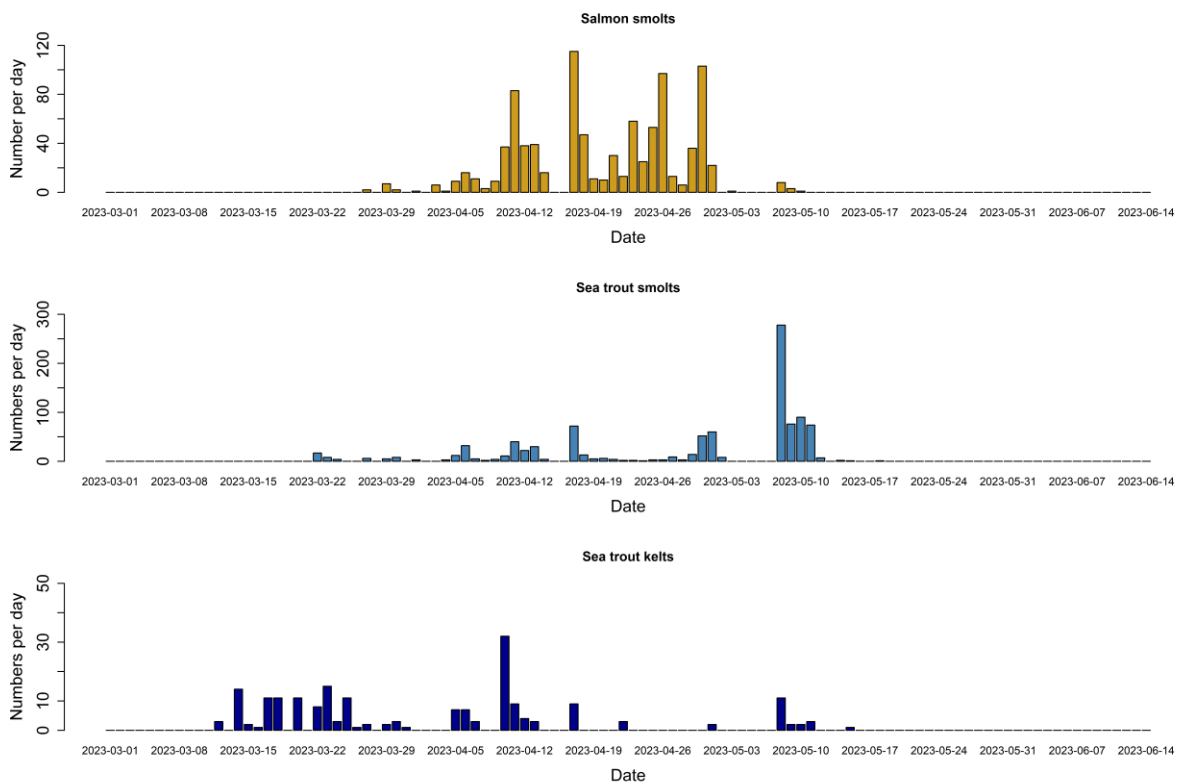 Salmon smolts
Number per day
120
80
40
0
2023-03-01 2023-03-08 2023-03-15 2023-03-22 2023-03-29 2023-04-05 2023-04-12 2023-04-19 2023-04-26 2023-05-03 2023-05-10 2023-05-17 2023-05-24 2023-05-31 2023-06-07 2023-06-14
Date
Sea trout smolts
Numbers per day
300
200
100
0
2023-03-01 2023-03-08 2023-03-15 2023-03-22 2023-03-29 2023-04-05 2023-04-12 2023-04-19 2023-04-26 2023-05-03 2023-05-10 2023-05-17 2023-05-24 2023-05-31 2023-06-07 2023-06-14
Date
Sea trout kelts
Numbers per day
50
30
10
0
2023-03-01 2023-03-08 2023-03-15 2023-03-22 2023-03-29 2023-04-05 2023-04-12 2023-04-19 2023-04-26 2023-05-03 2023-05-10 2023-05-17 2023-05-24 2023-05-31 2023-06-07 2023-06-14
Date